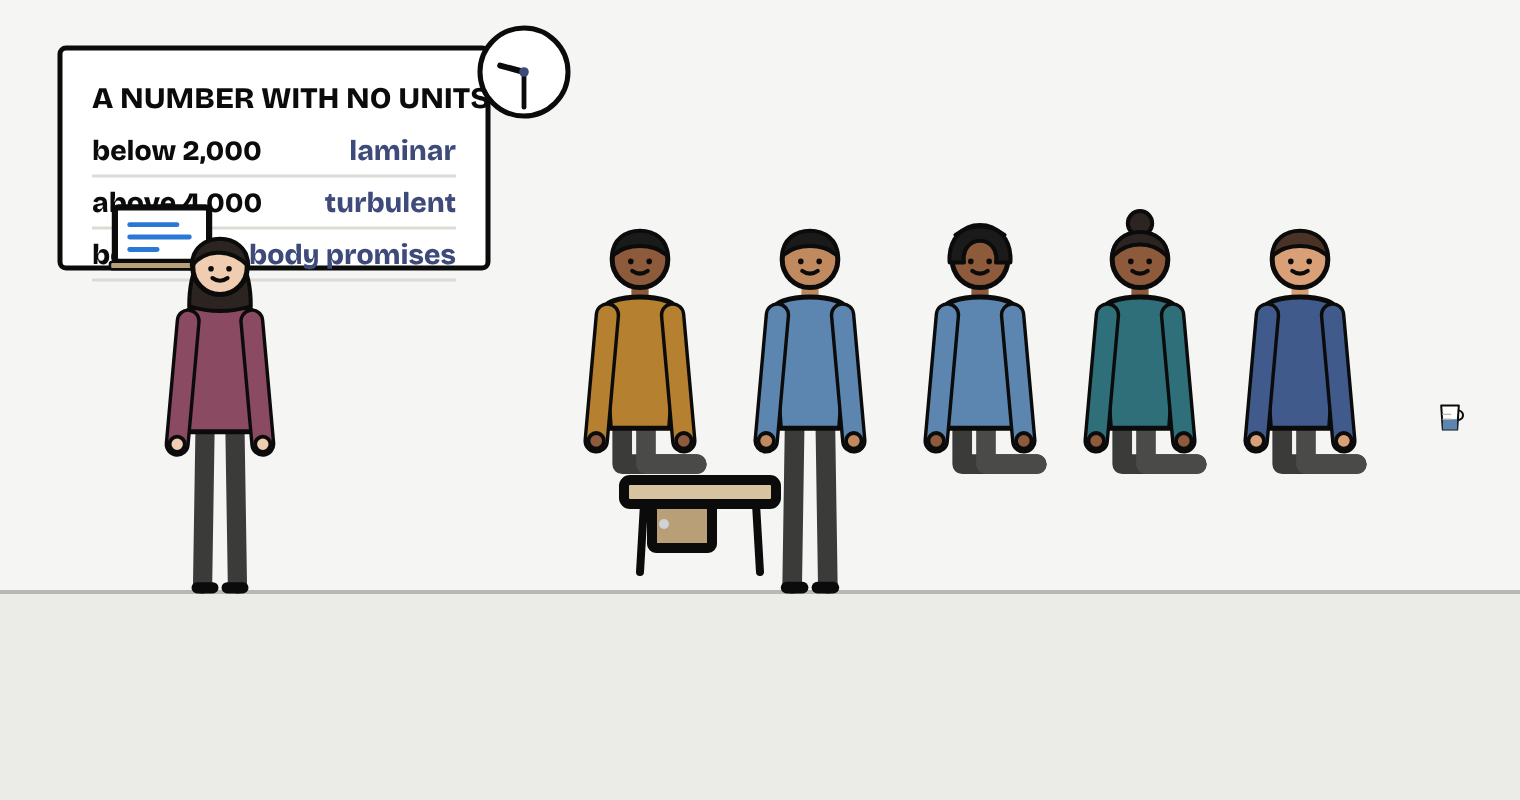 A NUMBER WITH NO UNITS
below 2,000 laminar
above 4,000 turbulent
body promises